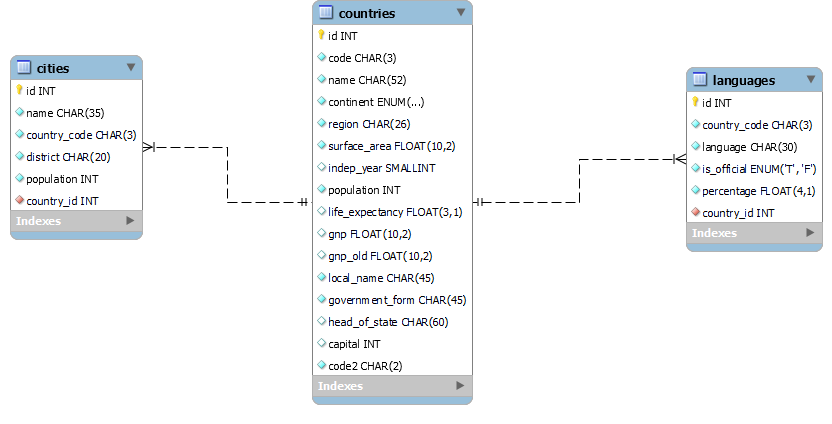 cities
id INT
name CHAR(35)
country_code CHAR(3)
district CHAR(20)
population INT
country_id INT
Indexes
countries
id INT
code CHAR(3)
name CHAR(52)
continent ENUM(...)
region CHAR(26)
surface_area FLOAT(10,2)
indep_year SMALLINT
population INT
life_expectancy FLOAT(3,1)
gnp FLOAT(10,2)
gnp_old FLOAT(10,2)
local_name CHAR(45)
government_form CHAR(45)
head_of_state CHAR(60)
capital INT
code2 CHAR(2)
Indexes
languages
id INT
country_code CHAR(3)
language CHAR(30)
is_official ENUM('T', 'F')
percentage FLOAT(4,1)
country_id INT
Indexes